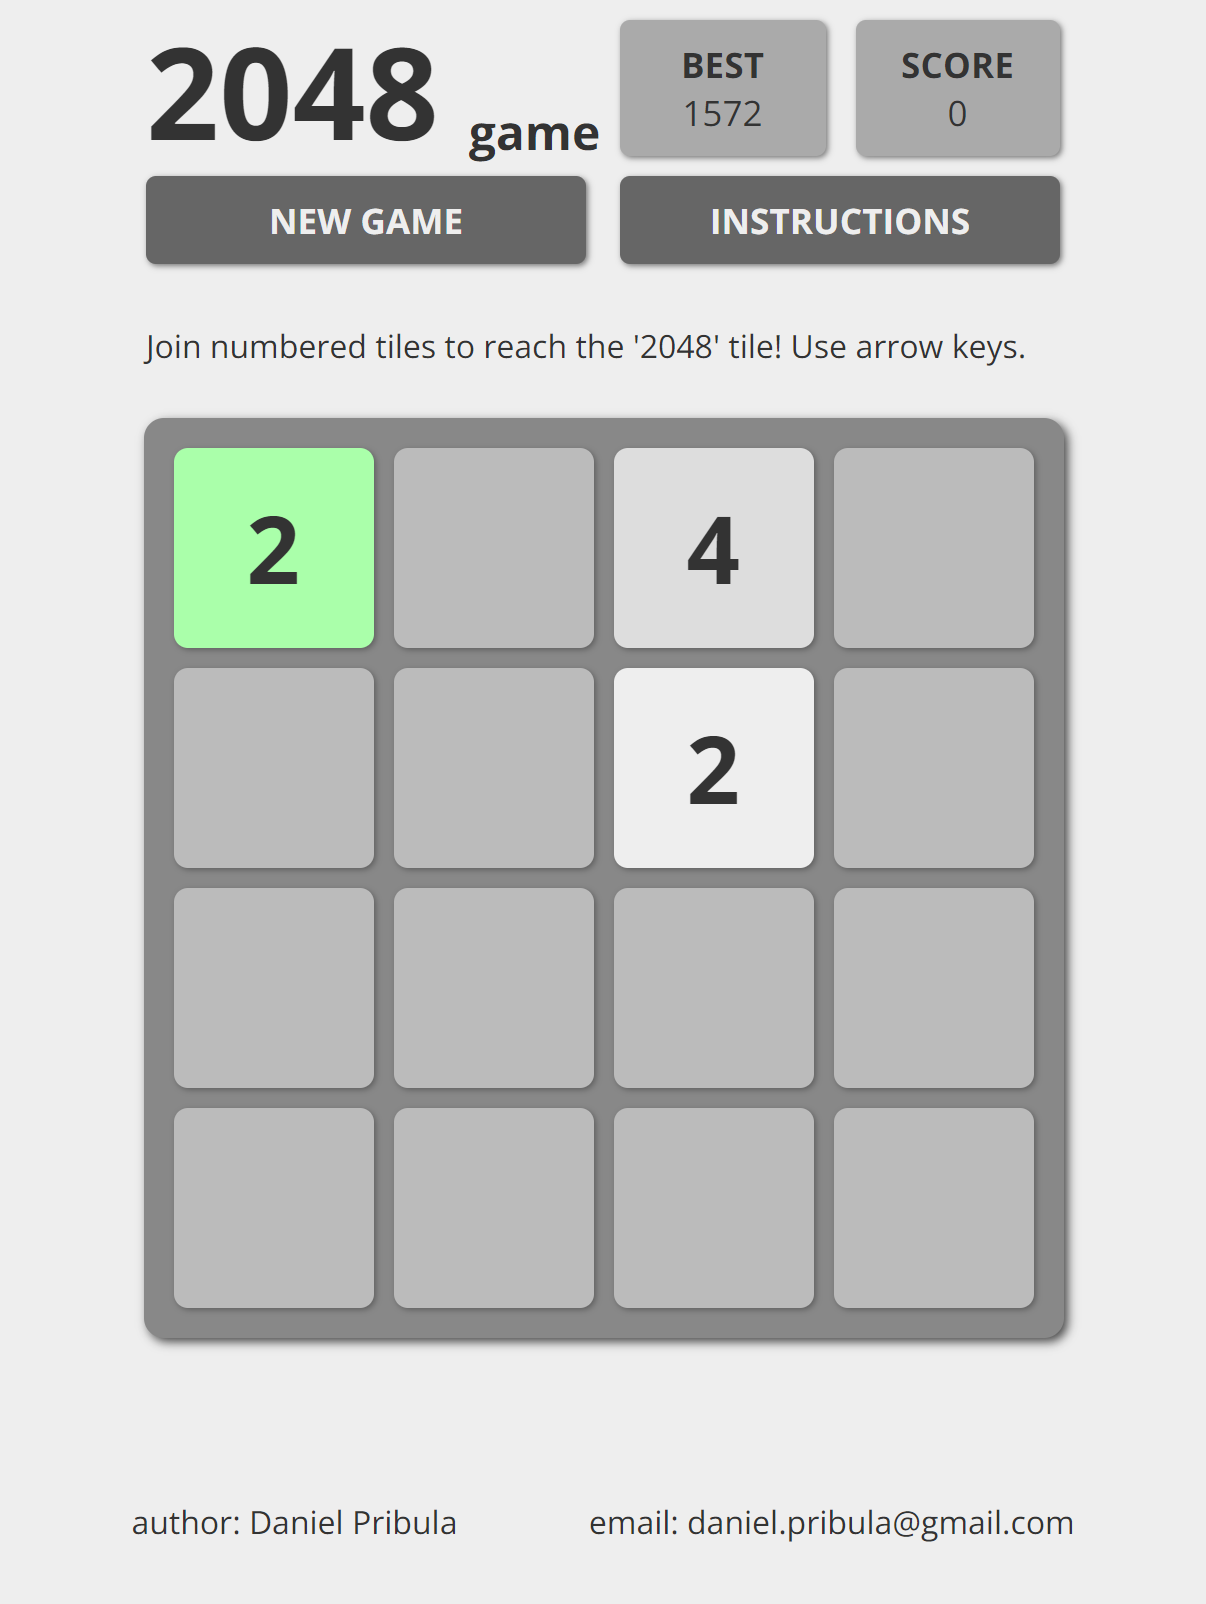 2048 game
BEST
1572
SCORE
0
NEW GAME
INSTRUCTIONS
Join numbered tiles to reach the '2048' tile! Use arrow keys.
2 4
2
author: Daniel Pribula
email: daniel.pribula@gmail.com